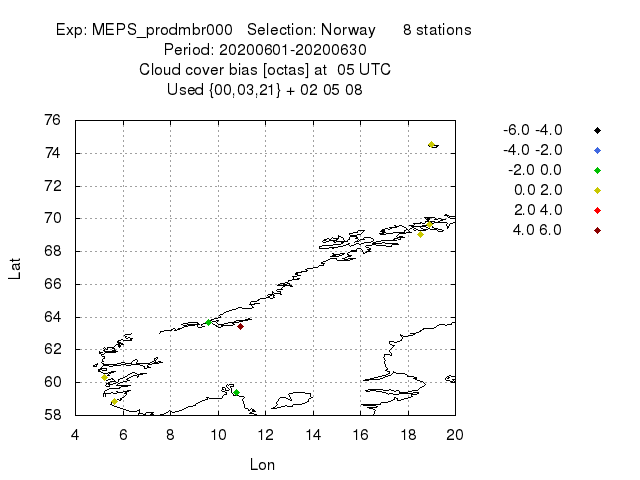 Exp: MEPS_prodmbr000 Selection: Norway 8 stations
Period: 20200601-20200630
Cloud cover bias [octas] at 05 UTC
Used {00,03,21} + 02 05 08
76
74
72
70
68
66
64
62
60
58
Lat
4 6 8 10 12 14 16 18 20
Lon
-6.0 -4.0
-4.0 -2.0
-2.0 0.0
0.0 2.0
2.0 4.0
4.0 6.0